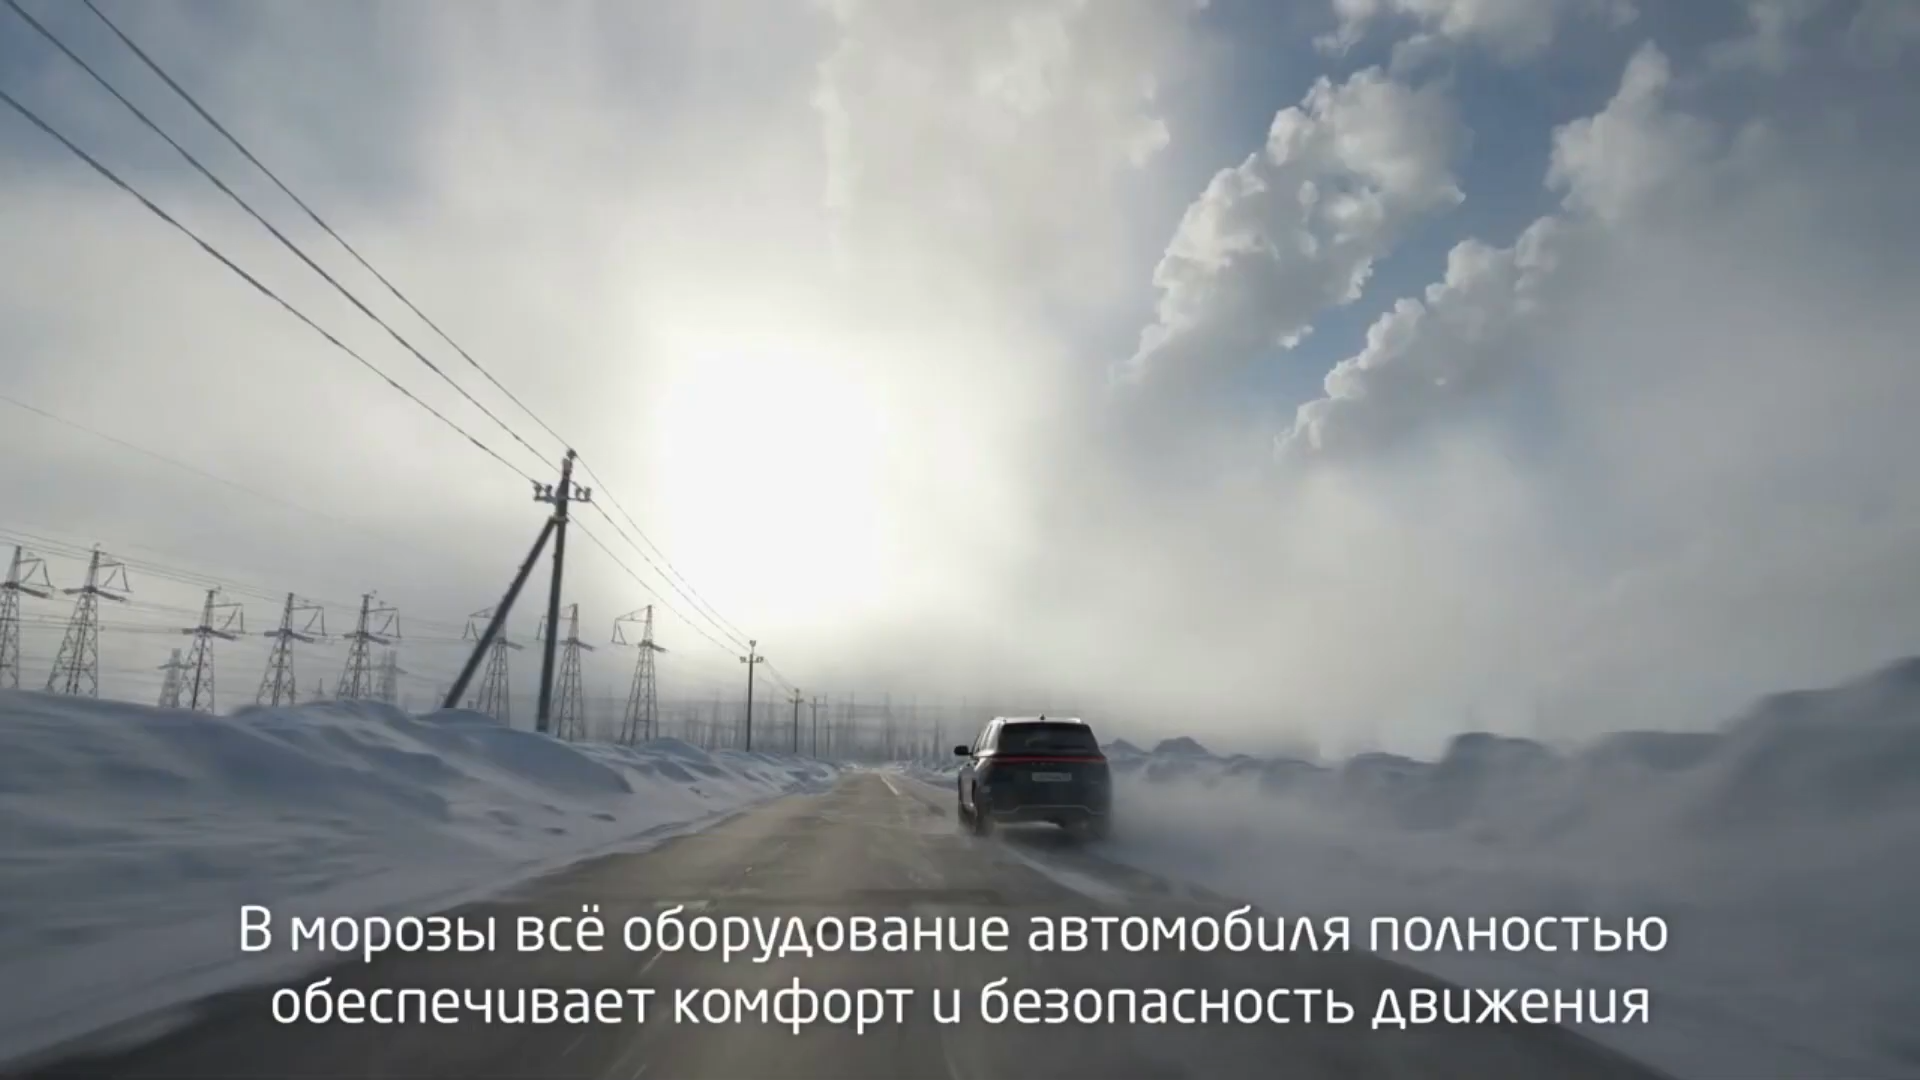 В морозы всё оборудование автомобиля полностью
обеспечивает комфорт и безопасность движения